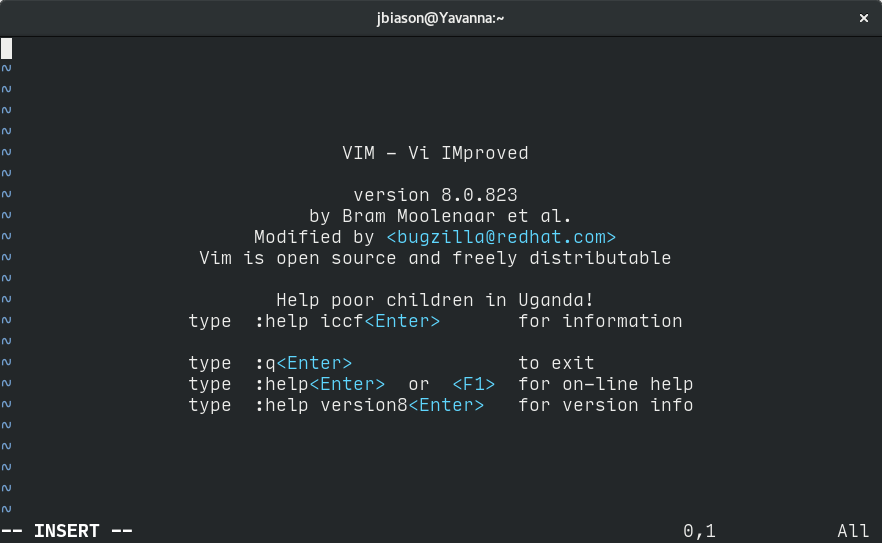 jbiason@Yavanna:~
×
~
~
~
~
~ VIM - Vi IMproved
~
~ version 8.0.823
~ by Bram Moolenaar et al.
~ Modified by <bugzilla@redhat.com>
~ Vim is open source and freely distributable
~
~ Help poor children in Uganda!
~ type :help iccf<Enter> for information
~
~ type :q<Enter> to exit
~ type :help<Enter> or <F1> for on-line help
~ type :help version8<Enter> for version info
~
~
~
~
~
-- INSERT -- 0,1 All